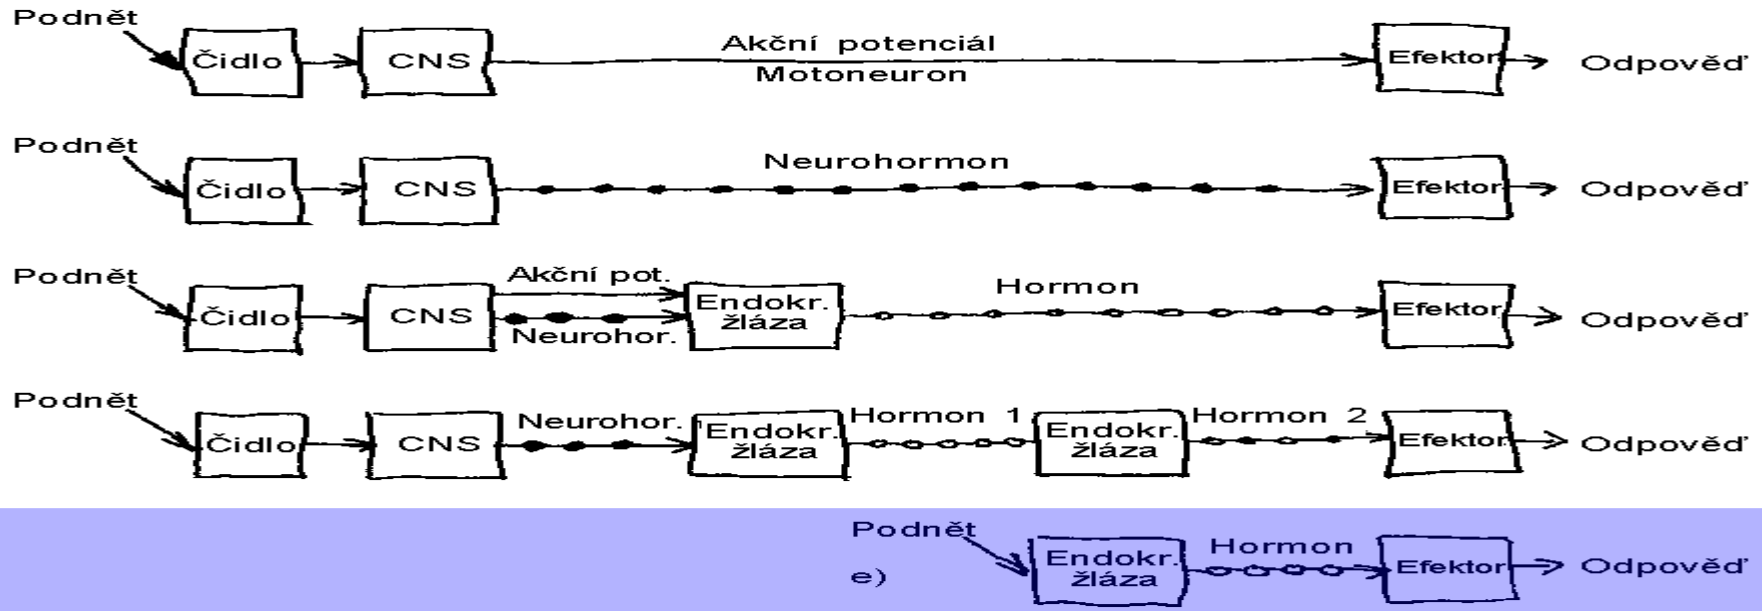 Podnět
Čidlo CNS Akční potenciál Motoneuron Efektor Odpověď
Podnět
Čidlo CNS Neurohormon Efektor Odpověď
Podnět
Čidlo CNS Akční pot. Neurohor. Endokr. žláza Hormon Efektor Odpověď
Podnět
Čidlo CNS Neurohor. Endokr. žláza Hormon 1 Endokr. žláza Hormon 2 Efektor Odpověď
Podnět
e) Endokr. žláza Hormon Efektor Odpověď